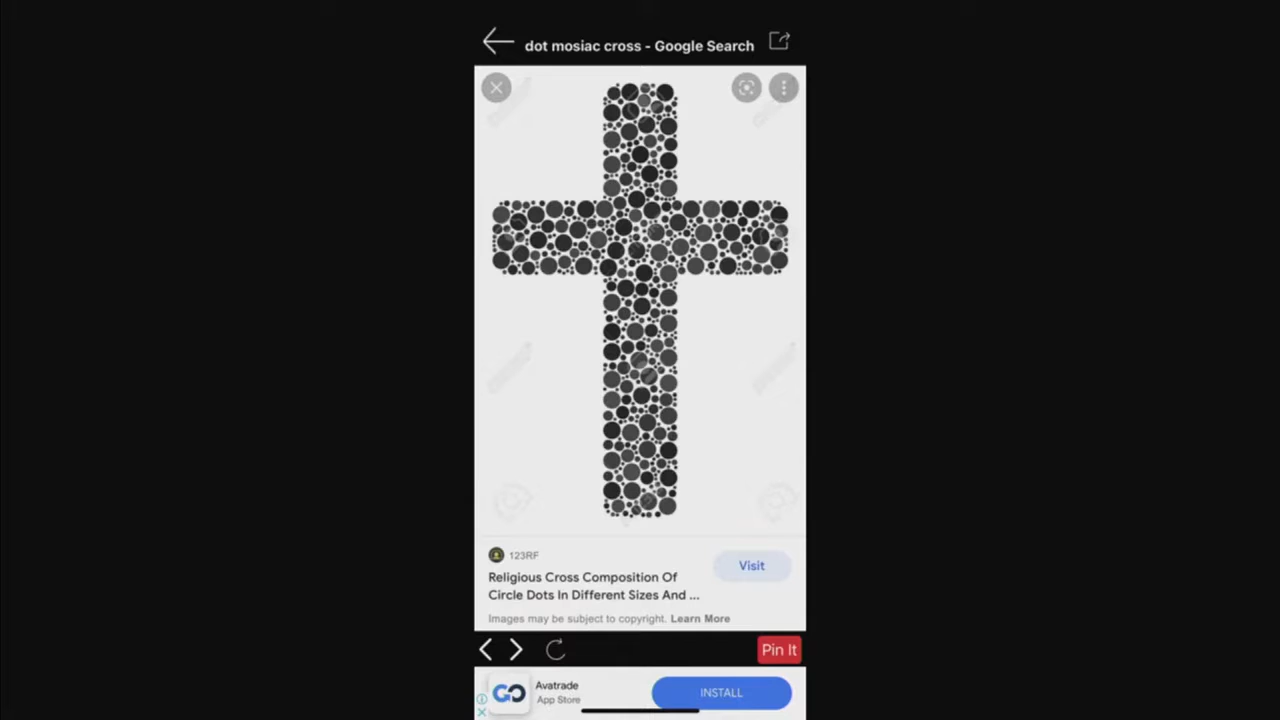 dot mosiac cross - Google Search
123RF
Religious Cross Composition Of
Circle Dots In Different Sizes And ...
Visit
Images may be subject to copyright. Learn More
Pin It
Avatrade
App Store
INSTALL